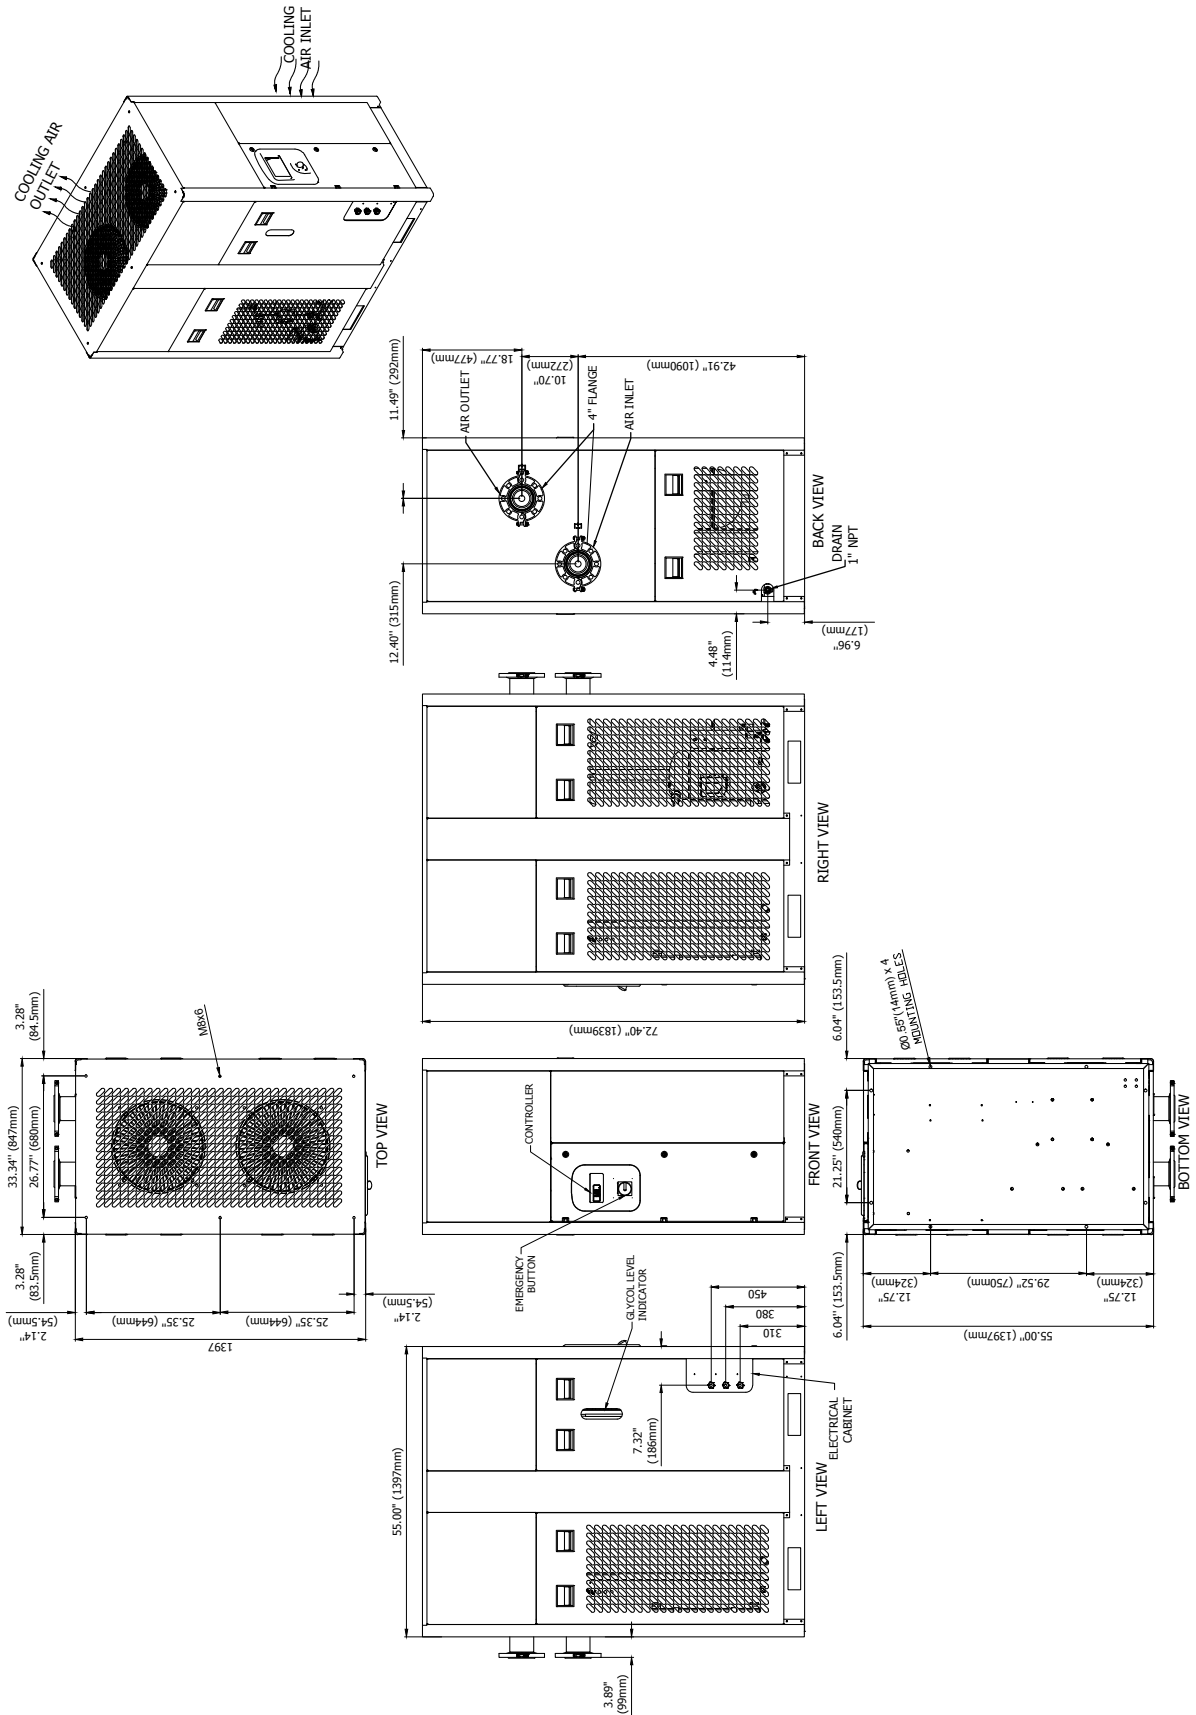 COOLING AIR
OUTLET
COOLING
AIR INLET
11.49" (292mm)
12.40" (315mm)
18.77" (477mm)
10.70"
(272mm)
42.91" (1090mm)
AIR OUTLET
4" FLANGE
AIR INLET
BACK VIEW
DRAIN
1" NPT
4.48"
(114mm)
6.96"
(177mm)
RIGHT VIEW
72.40" (1839mm)
3.28"
(84.5mm)
33.34" (847mm)
26.77" (680mm)
3.28"
(83.5mm)
M8x6
TOP VIEW
2.14"
(54.5mm)
25.35" (644mm)
25.35" (644mm)
2.14"
(54.5mm)
1397
CONTROLLER
EMERGENCY
BUTTON
FRONT VIEW
6.04" (153.5mm)
21.25" (540mm)
6.04" (153.5mm)
Ø0.55"(14mm) x 4
MOUNTING HOLES
12.75"
(324mm)
29.52" (750mm)
12.75"
(324mm)
55.00" (1397mm)
BOTTOM VIEW
55.00" (1397mm)
GLYCOL LEVEL
INDICATOR
450
380
310
7.32"
(186mm)
ELECTRICAL
CABINET
LEFT VIEW
3.89"
(99mm)